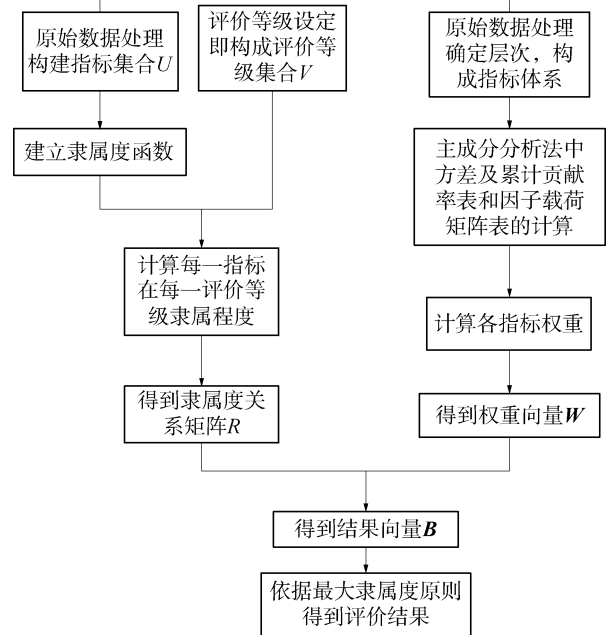 原始数据处理
构建指标集合U
评价等级设定
即构成评价等
级集合V
原始数据处理
确定层次，构
成指标体系
建立隶属度函数
主成分分析法中
方差及累计贡献
率表和因子载荷
矩阵表的计算
计算每一指标
在每一评价等
级隶属程度
计算各指标权重
得到隶属度关
系矩阵R
得到权重向量W
得到结果向量B
依据最大隶属度原则
得到评价结果